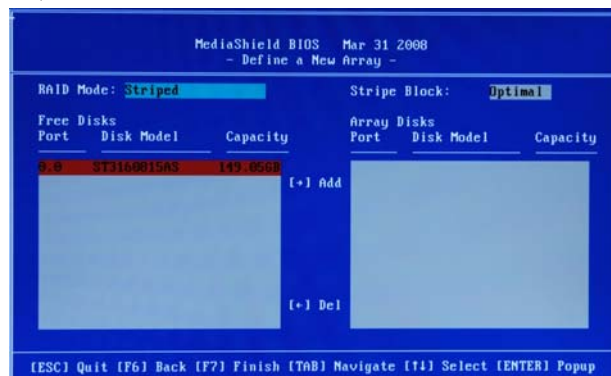 MediaShield BIOS Mar 31 2008
- Define a New Array -
RAID Mode: Striped Stripe Block: Optimal
Free Disks Array Disks
Port Disk Model Capacity Port Disk Model Capacity
0.0 ST3160815AS 149.05GB
[→] Add
[←] Del
[ESC] Quit [F6] Back [F7] Finish [TAB] Navigate [↑↓] Select [ENTER] Popup